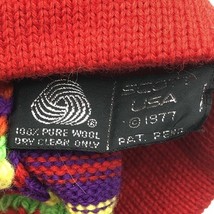 100% PURE WOOL
DRY CLEAN ONLY
USA
© 1977
PAT. PEND.